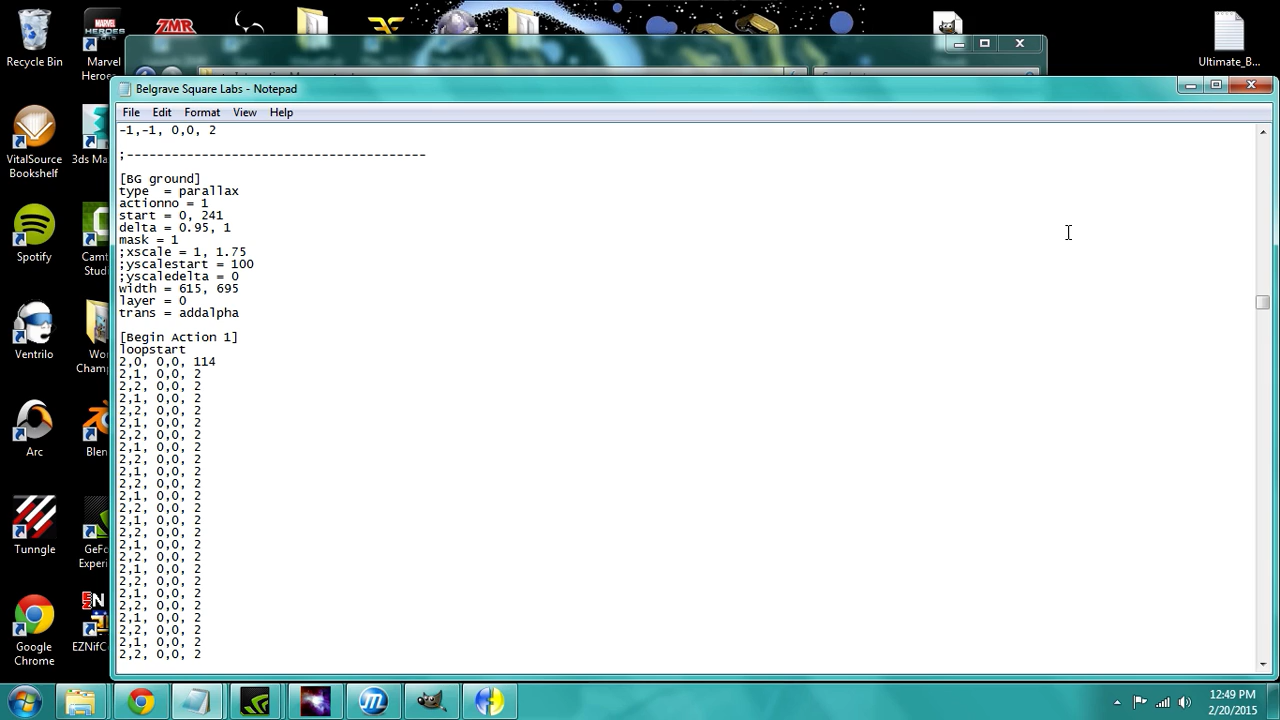 Recycle Bin
MARVEL HEROES
Marvel
Heroes
ZMR
Ultimate_B...
VitalSource
Bookshelf
3ds Ma
Spotify
Camt
Stud
Ventrilo
Wo
Cham
Arc
Blen
Tunngle
GeFo
Experi
Google
Chrome
EN
EZNifC
Belgrave Square Labs - Notepad
File Edit Format View Help
-1,-1, 0,0, 2
;----------------------------------------
[BG ground]
type  = parallax
actionno = 1
start = 0, 241
delta = 0.95, 1
mask = 1
;xscale = 1, 1.75
;yscalestart = 100
;yscaledelta = 0
width = 615, 695
layer = 0
trans = addalpha
[Begin Action 1]
loopstart
2,0, 0,0, 114
2,1, 0,0, 2
2,2, 0,0, 2
2,1, 0,0, 2
2,2, 0,0, 2
2,1, 0,0, 2
2,2, 0,0, 2
2,1, 0,0, 2
2,2, 0,0, 2
2,1, 0,0, 2
2,2, 0,0, 2
2,1, 0,0, 2
2,2, 0,0, 2
2,1, 0,0, 2
2,2, 0,0, 2
2,1, 0,0, 2
2,2, 0,0, 2
2,1, 0,0, 2
2,2, 0,0, 2
2,1, 0,0, 2
2,2, 0,0, 2
2,1, 0,0, 2
2,2, 0,0, 2
2,1, 0,0, 2
2,2, 0,0, 2
12:49 PM
2/20/2015